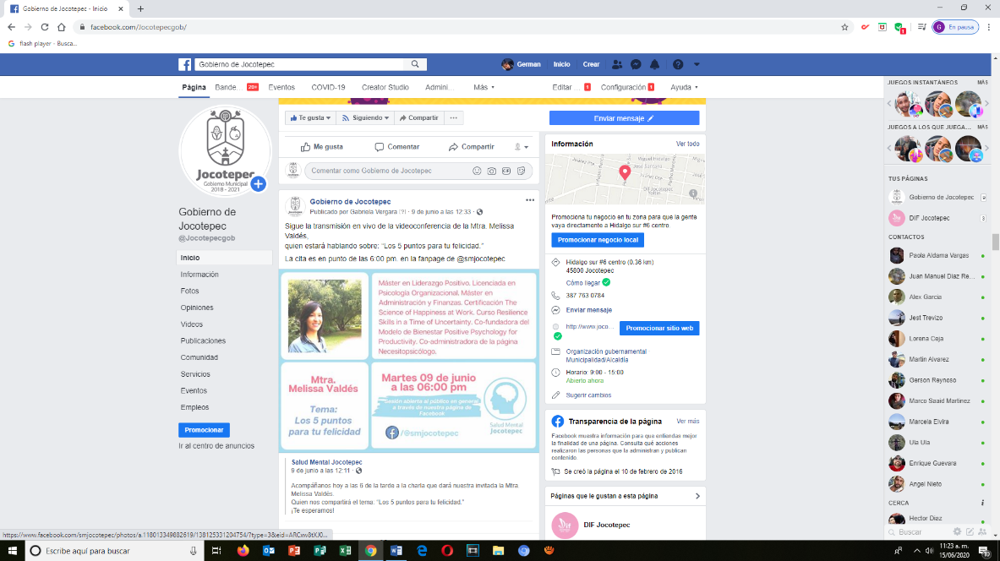 Gobierno de Jocotepec - Inicio
facebook.com/Jocotepecgob/
G
En pausa
flash player - Busca...
Gobierno de Jocotepec
German
Inicio
Crear
Página
Bande...
20+
Eventos
COVID-19
Creator Studio
Admini...
Más
Editar ...
1
Configuración
1
Ayuda
Te gusta
Siguiendo
Compartir
Enviar mensaje
Jocotepec
Gobierno Municipal
2018 - 2021
Gobierno de
Jocotepec
@Jocotepecgob
Inicio
Información
Fotos
Opiniones
Videos
Publicaciones
Comunidad
Servicios
Eventos
Empleos
Promocionar
Ir al centro de anuncios
Me gusta
Comentar
Compartir
Comentar como Gobierno de Jocotepec
Gobierno de Jocotepec
Publicado por Gabriela Vergara [?] · 9 de junio a las 12:33 ·
Sigue la transmisión en vivo de la videoconferencia de la Mtra. Melissa
Valdés,
quien estará hablando sobre: “Los 5 puntos para tu felicidad.”
La cita es en punto de las 6:00 pm. en la fanpage de @smjocotepec
Máster en Liderazgo Positivo. Licenciada en
Psicología Organizacional. Máster en
Administración y Finanzas. Certificación The
Science of Happiness at Work. Curso Resilience
Skills in a Time of Uncertainty. Co-fundadora del
Modelo de Bienestar Positive Psychology for
Productivity. Co-administradora de la página
Necesitopsicólogo.
Mtra.
Melissa Valdés
Tema:
Los 5 puntos
para tu felicidad
Martes 09 de junio
a las 06:00 pm
Sesión abierta al público en general
a través de nuestra página de
Facebook
/@smjocotepec
Salud Mental
Jocotepec
Salud Mental Jocotepec
9 de junio a las 12:11 ·
Acompáñanos hoy a las 6 de la tarde a la charla que dará nuestra invitada la Mtra
Melissa Valdés.
Quien nos compartirá el tema: “Los 5 puntos para tu felicidad.”
¡Te esperamos!
Información
Ver todo
Promociona tu negocio en tu zona para que la gente
vaya directamente a Hidalgo sur #6 centro.
Promocionar negocio local
Hidalgo sur #6 centro (0.36 km)
45800 Jocotepec
Cómo llegar
387 763 0784
Enviar mensaje
http://www.joco...
Promocionar sitio web
Organización gubernamental
Municipalidad/Alcaldía
Horario: 9:00 - 15:00
Abierto ahora
Sugerir cambios
Transparencia de la página
Ver más
Facebook muestra información para que entiendas mejor
la finalidad de una página. Consulta qué acciones
realizaron las personas que la administran y publican
contenido.
Se creó la página el 10 de febrero de 2016
Páginas que le gustan a esta página
DIF Jocotepec
JUEGOS INSTANTÁNEOS
MÁS
JUEGOS A LOS QUE JUEGA...
MÁS
TUS PÁGINAS
Gobierno de Jocotepec
9
DIF Jocotepec
3
CONTACTOS
Paola Aldama Vargas
Juan Manuel Díaz Re...
Alex Garcia
Jest Trevizo
Lorena Ceja
Martin Alvarez
Gerson Reynoso
Marco Saaid Martinez
Marcela Elvira
Ula Ula
Enrique Guevara
Angel Nieto
CERCA
Hector Diaz
Buscar
https://www.facebook.com/smjocotepec/photos/a.118013349882619/138125331204754/?type=3&eid=ARCxw8tXJ0...
Escribe aquí para buscar
11:23 a. m.
15/06/2020
10